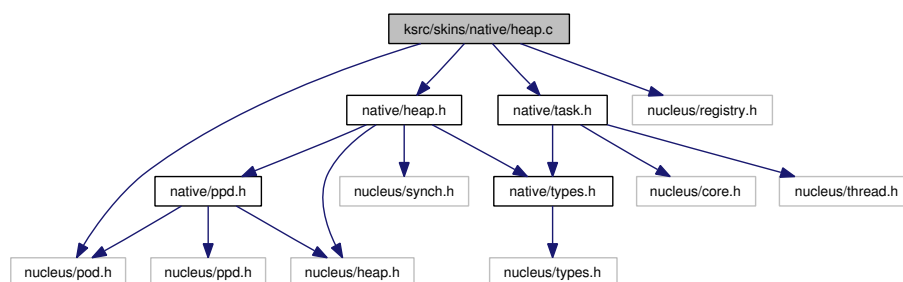 ksrc/skins/native/heap.c
native/heap.h
native/task.h
nucleus/registry.h
native/ppd.h
nucleus/synch.h
native/types.h
nucleus/core.h
nucleus/thread.h
nucleus/pod.h
nucleus/ppd.h
nucleus/heap.h
nucleus/types.h